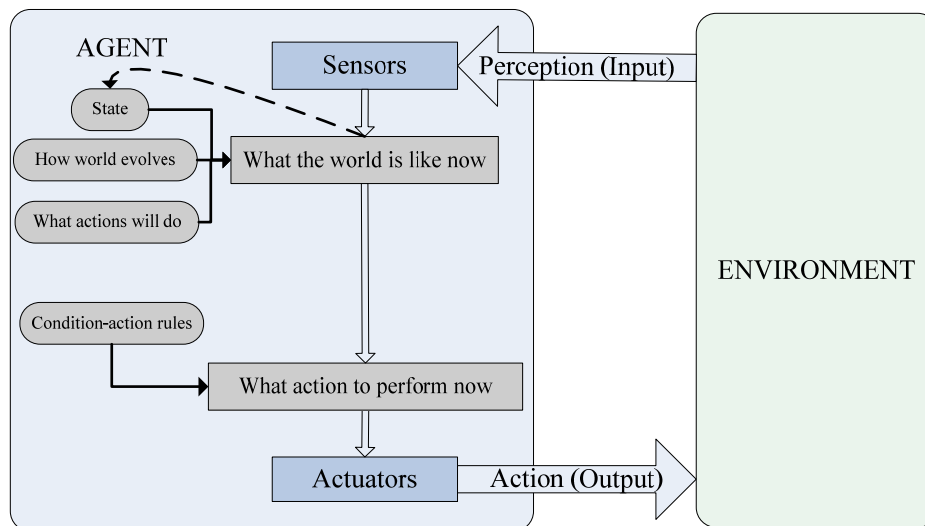 AGENT
Sensors
Perception (Input)
State
How world evolves
What the world is like now
What actions will do
ENVIRONMENT
Condition-action rules
What action to perform now
Actuators
Action (Output)